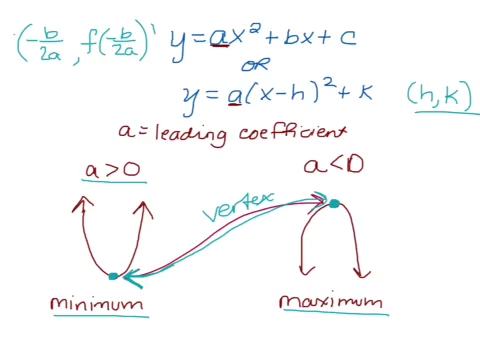 (-b/2a, f(-b/2a)) y = ax² + bx + c
OR
y = a(x-h)² + k (h,k)
a = leading coefficient
a > 0 a < 0
vertex
minimum maximum